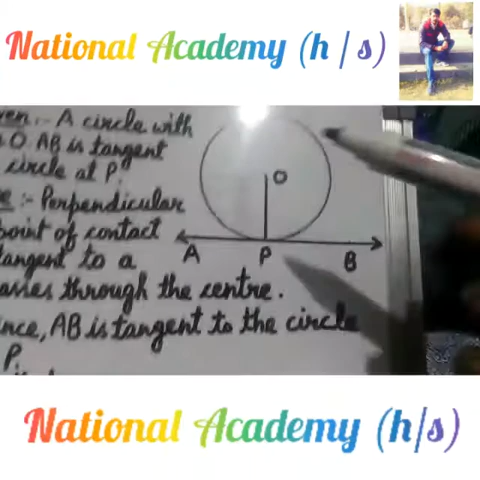 National Academy (h/s)
A circle with
O. AB is tangent
circle at P.
:- Perpendicular
point of contact
tangent to a
through the centre.
AB is tangent to the circle
P.
O
A P B
National Academy (h/s)